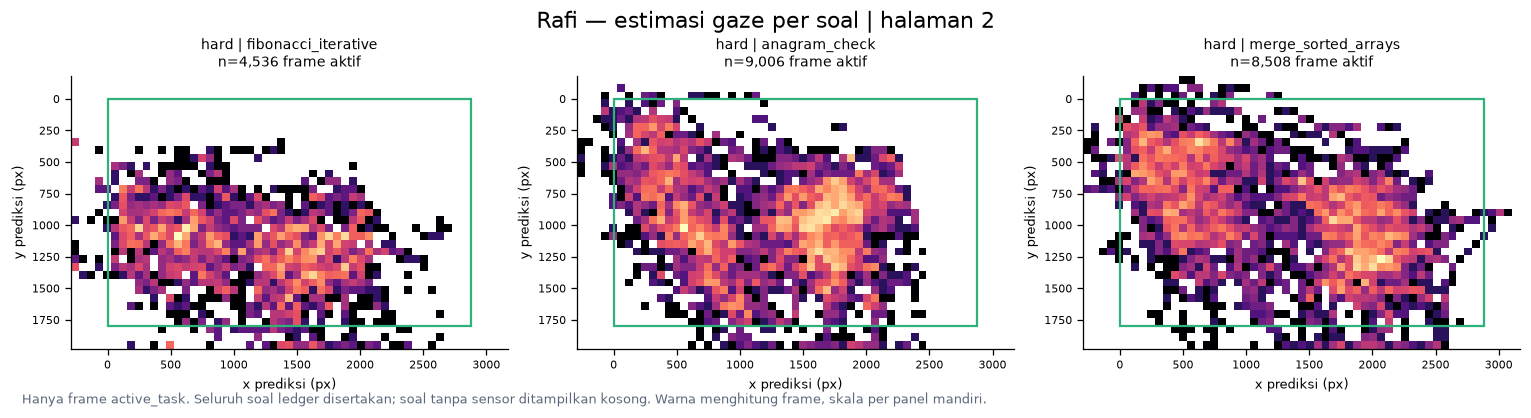 Rafi — estimasi gaze per soal | halaman 2
hard | fibonacci_iterative
n=4,536 frame aktif
hard | anagram_check
n=9,006 frame aktif
hard | merge_sorted_arrays
n=8,508 frame aktif
y prediksi (px)
0
250
500
750
1000
1250
1500
1750
0 500 1000 1500 2000 2500 3000
x prediksi (px)
y prediksi (px)
0
250
500
750
1000
1250
1500
1750
0 500 1000 1500 2000 2500 3000
x prediksi (px)
y prediksi (px)
0
250
500
750
1000
1250
1500
1750
0 500 1000 1500 2000 2500 3000
x prediksi (px)
Hanya frame active_task. Seluruh soal ledger disertakan; soal tanpa sensor ditampilkan kosong. Warna menghitung frame, skala per panel mandiri.